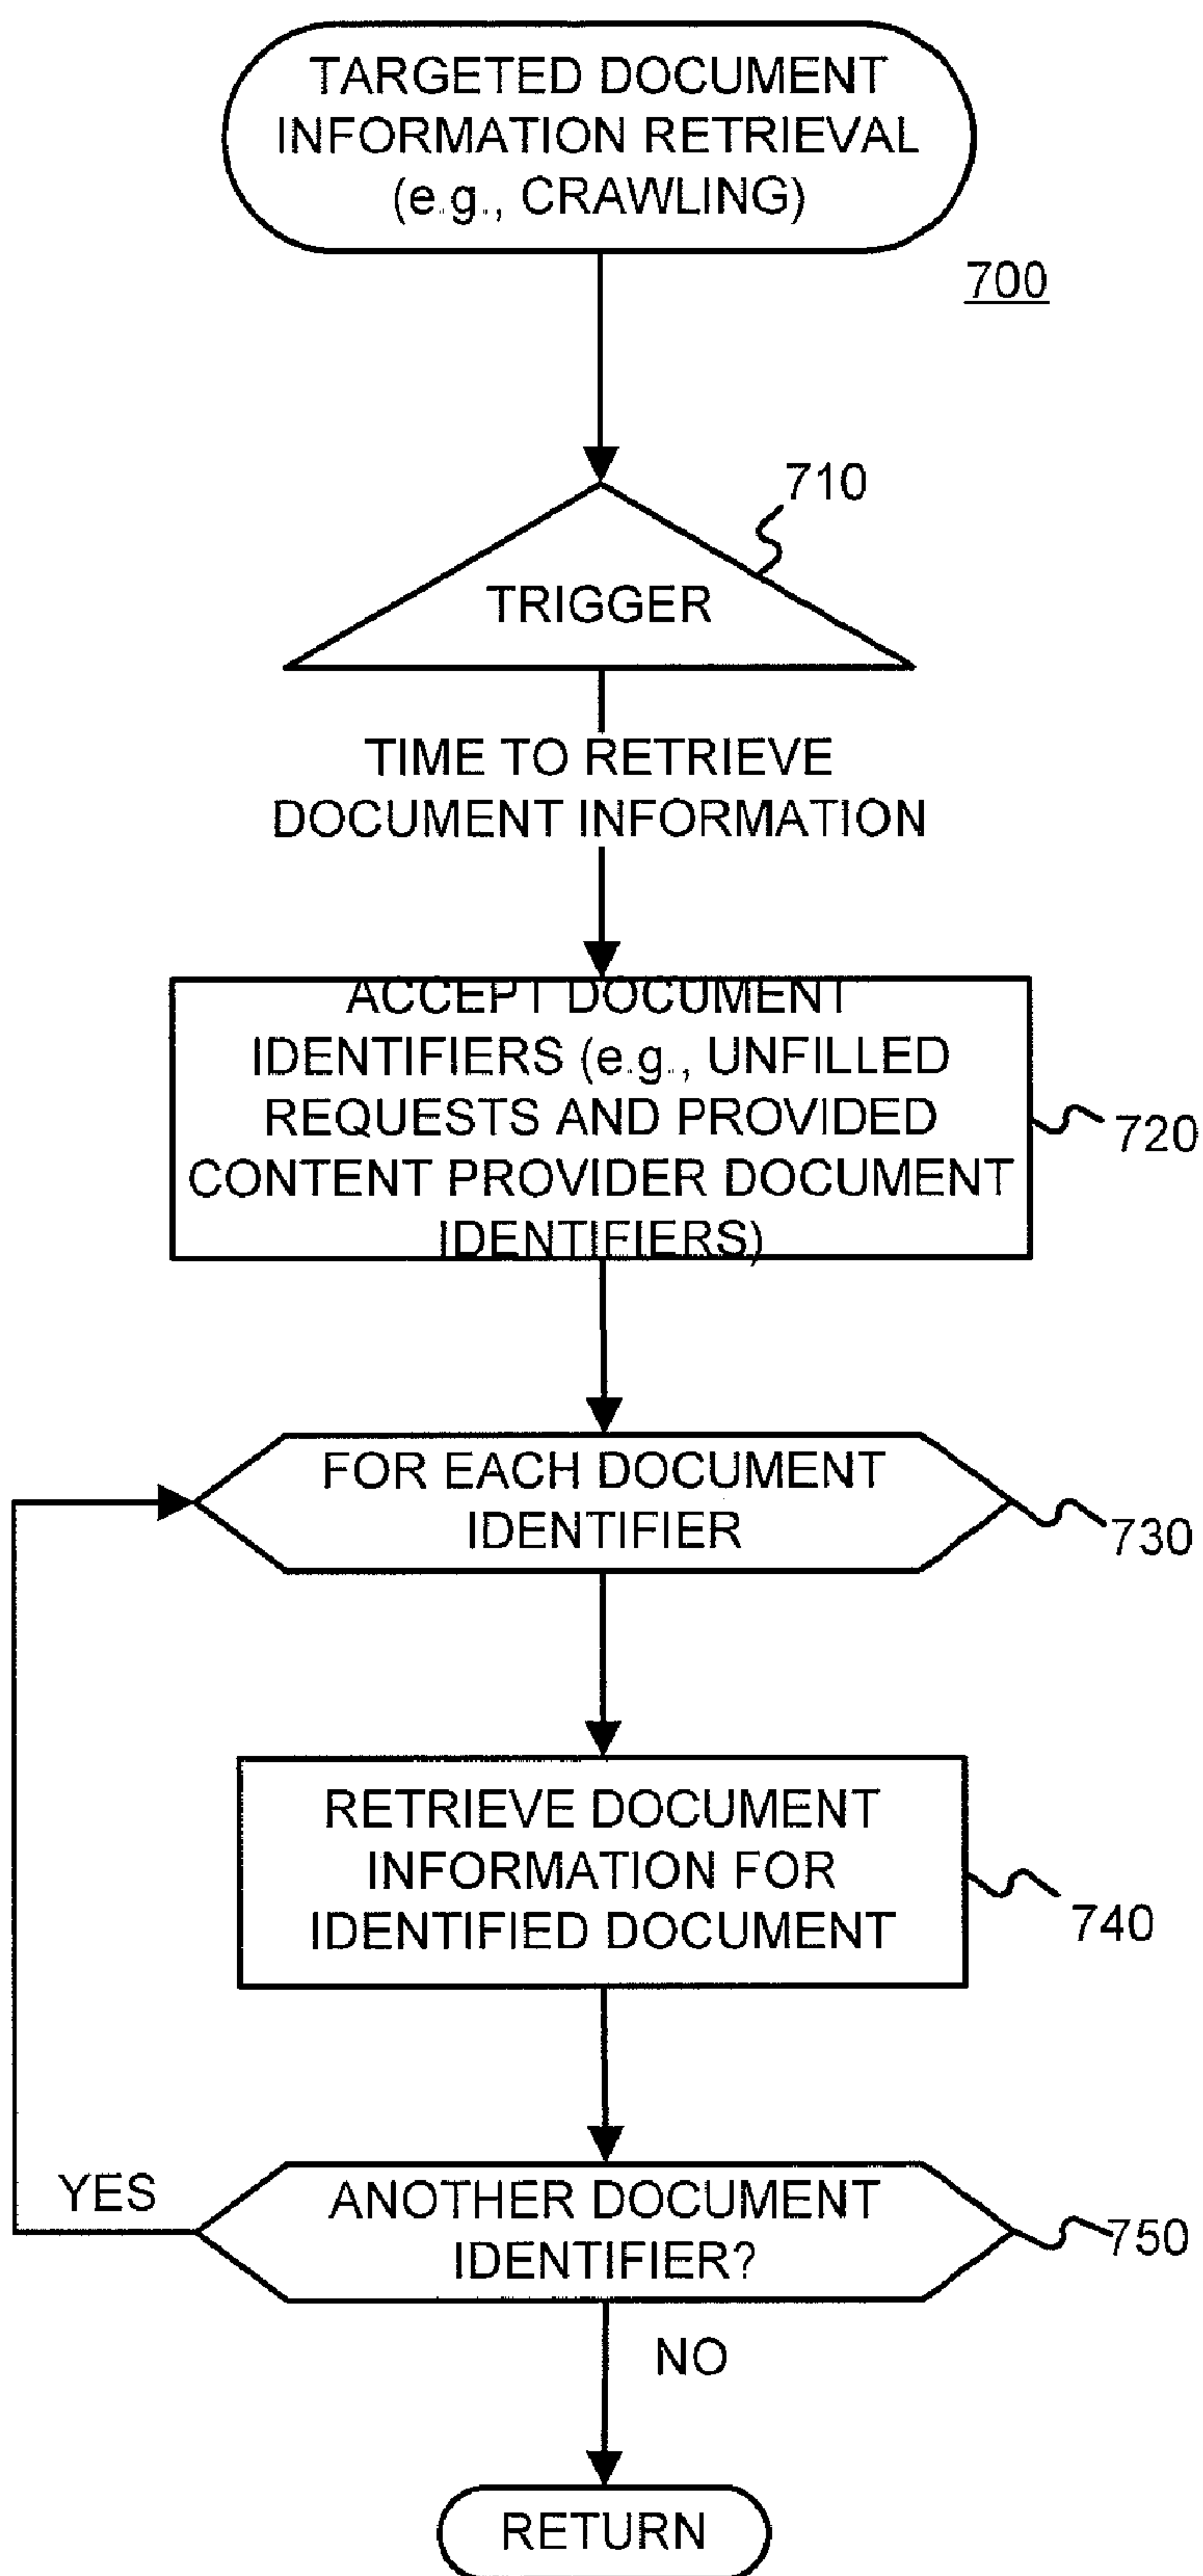 TARGETED DOCUMENT
INFORMATION RETRIEVAL
(e.g., CRAWLING)
700
710
TRIGGER
TIME TO RETRIEVE
DOCUMENT INFORMATION
ACCEPT DOCUMENT
IDENTIFIERS (e.g., UNFILLED
REQUESTS AND PROVIDED
CONTENT PROVIDER DOCUMENT
IDENTIFIERS)
720
FOR EACH DOCUMENT
IDENTIFIER
730
RETRIEVE DOCUMENT
INFORMATION FOR
IDENTIFIED DOCUMENT
740
YES
ANOTHER DOCUMENT
IDENTIFIER?
750
NO
RETURN